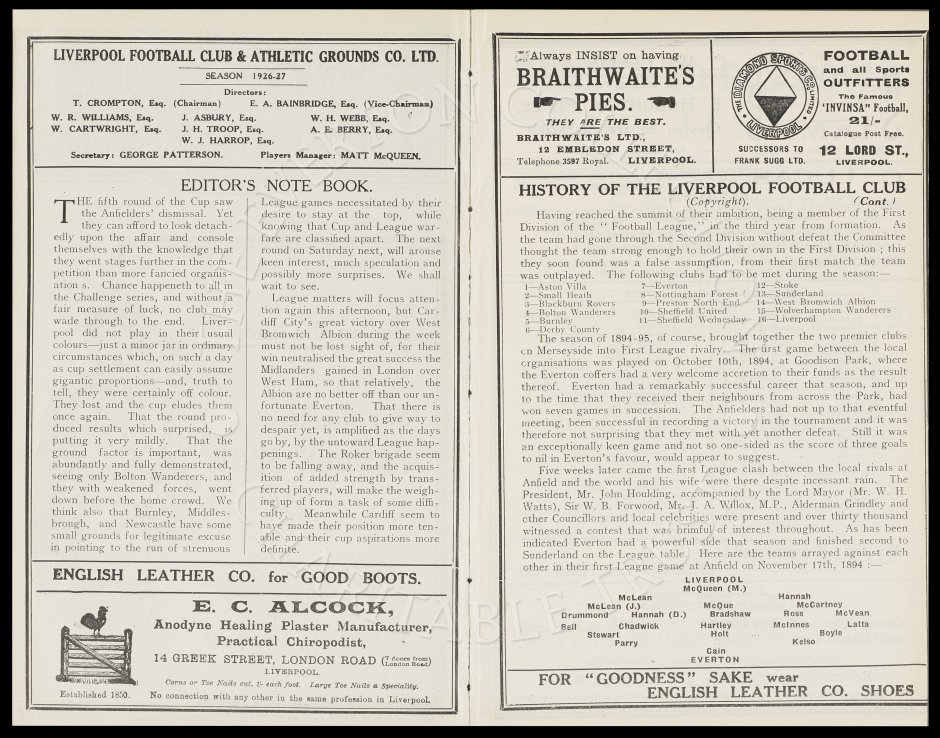 LIVERPOOL FOOTBALL CLUB & ATHLETIC GROUNDS CO. LTD.
SEASON 1926-27
Directors:
T. CROMPTON, Esq. (Chairman) E. A. BAINBRIDGE, Esq. (Vice-Chairman)
W. R. WILLIAMS, Esq. J. ASBURY, Esq. W. H. WEBB, Esq.
W. CARTWRIGHT, Esq. J. H. TROOP, Esq. A. E. BERRY, Esq.
W. J. HARROP, Esq.
Secretary: GEORGE PATTERSON. Players Manager: MATT McQUEEN.
EDITOR'S NOTE BOOK.
THE fifth round of the Cup saw
the Anfielders' dismissal. Yet
they can afford to look detach-
edly upon the affair and console
themselves with the knowledge that
they went stages further in the com-
petition than more fancied organis-
ation s. Chance happeneth to all in
the Challenge series, and without a
fair measure of luck, no club may
wade through to the end. Liver-
pool did not play in their usual
colours—just a minor jar in ordinary
circumstances which, on such a day
as cup settlement can easily assume
gigantic proportions—and, truth to
tell, they were certainly off colour.
They lost and the cup eludes them
once again. That the round pro-
duced results which surprised, is
putting it very mildly. That the
ground factor is important, was
abundantly and fully demonstrated,
seeing only Bolton Wanderers, and
they with weakened forces, went
down before the home crowd. We
think also that Burnley, Middles-
brough, and Newcastle have some
small grounds for legitimate excuse
in pointing to the run of strenuous
League games necessitated by their
desire to stay at the top, while
knowing that Cup and League war-
fare are classified apart. The next
round on Saturday next, will arouse
keen interest, much speculation and
possibly more surprises. We shall
wait to see.
League matters will focus atten-
tion again this afternoon, but Car-
diff City's great victory over West
Bromwich Albion during the week
must not be lost sight of, for their
win neutralised the great success the
Midlanders gained in London over
West Ham, so that relatively, the
Albion are no better off than our un-
fortunate Everton. That there is
no need for any club to give way to
despair yet, is amplified as the days
go by, by the untoward League hap-
penings. The Roker brigade seem
to be falling away, and the acquis-
ition of added strength by trans-
ferred players, will make the weigh-
ing up of form a task of some diffi-
culty. Meanwhile Cardiff seem to
have made their position more ten-
able and their cup aspirations more
definite.
ENGLISH LEATHER CO. for GOOD BOOTS.
E. C. ALCOCK,
Anodyne Healing Plaster Manufacturer,
Practical Chiropodist,
14 GREEK STREET, LONDON ROAD (7 doors from London Road)
LIVERPOOL.
Corns or Toe Nails cut, 1/- each foot. Large Toe Nails a Speciality.
Established 1850. No connection with any other in the same profession in Liverpool.
Always INSIST on having
BRAITHWAITE'S
PIES.
THEY ARE THE BEST.
BRAITHWAITE'S LTD.,
12 EMBLEDON STREET,
Telephone 3597 Royal. LIVERPOOL.
THE DIAMOND SPORTS CO LIMITED
LIVERPOOL
SUCCESSORS TO
FRANK SUGG LTD.
FOOTBALL
and all Sports
OUTFITTERS
The Famous
"INVINSA" Football,
21/-
Catalogue Post Free.
12 LORD ST.,
LIVERPOOL.
HISTORY OF THE LIVERPOOL FOOTBALL CLUB
(Copyright). (Cont.)
Having reached the summit of their ambition, being a member of the First
Division of the "Football League," in the third year from formation. As
the team had gone through the Second Division without defeat the Committee
thought the team strong enough to hold their own in the First Division; this
they soon found was a false assumption, from their first match the team
was outplayed. The following clubs had to be met during the season:—
1—Aston Villa 7—Everton 12—Stoke
2—Small Heath 8—Nottingham Forest 13—Sunderland
3—Blackburn Rovers 9—Preston North End 14—West Bromwich Albion
4—Bolton Wanderers 10—Sheffield United 15—Wolverhampton Wanderers
5—Burnley 11—Sheffield Wednesday 16—Liverpool
6—Derby County
The season of 1894-95, of course, brought together the two premier clubs
on Merseyside into First League rivalry. The first game between the local
organisations was played on October 10th, 1894, at Goodison Park, where
the Everton coffers had a very welcome accretion to their funds as the result
thereof. Everton had a remarkably successful career that season, and up
to the time that they received their neighbours from across the Park, had
won seven games in succession. The Anfielders had not up to that eventful
meeting, been successful in recording a victory in the tournament and it was
therefore not surprising that they met with yet another defeat. Still it was
an exceptionally keen game and not so one-sided as the score of three goals
to nil in Everton's favour, would appear to suggest.
Five weeks later came the first League clash between the local rivals at
Anfield and the world and his wife were there despite incessant rain. The
President, Mr. John Houlding, accompanied by the Lord Mayor (Mr. W. H.
Watts), Sir W. B. Forwood, Mr. J. A. Willox, M.P., Alderman Grindley and
other Councillors and local celebrities were present and over thirty thousand
witnessed a contest that was brimful of interest throughout. As has been
indicated Everton had a powerful side that season and finished second to
Sunderland on the League table. Here are the teams arrayed against each
other in their first League game at Anfield on November 17th, 1894 :—
LIVERPOOL
McQueen (M.)
McLean Hannah
McLean (J.) McQue McCartney
Drummond Hannah (D.) Bradshaw Ross McVean
Bell Chadwick Hartley McInnes Latta
Stewart Holt Boyle
Parry Kelso
Cain
EVERTON
FOR "GOODNESS" SAKE wear
ENGLISH LEATHER CO. SHOES